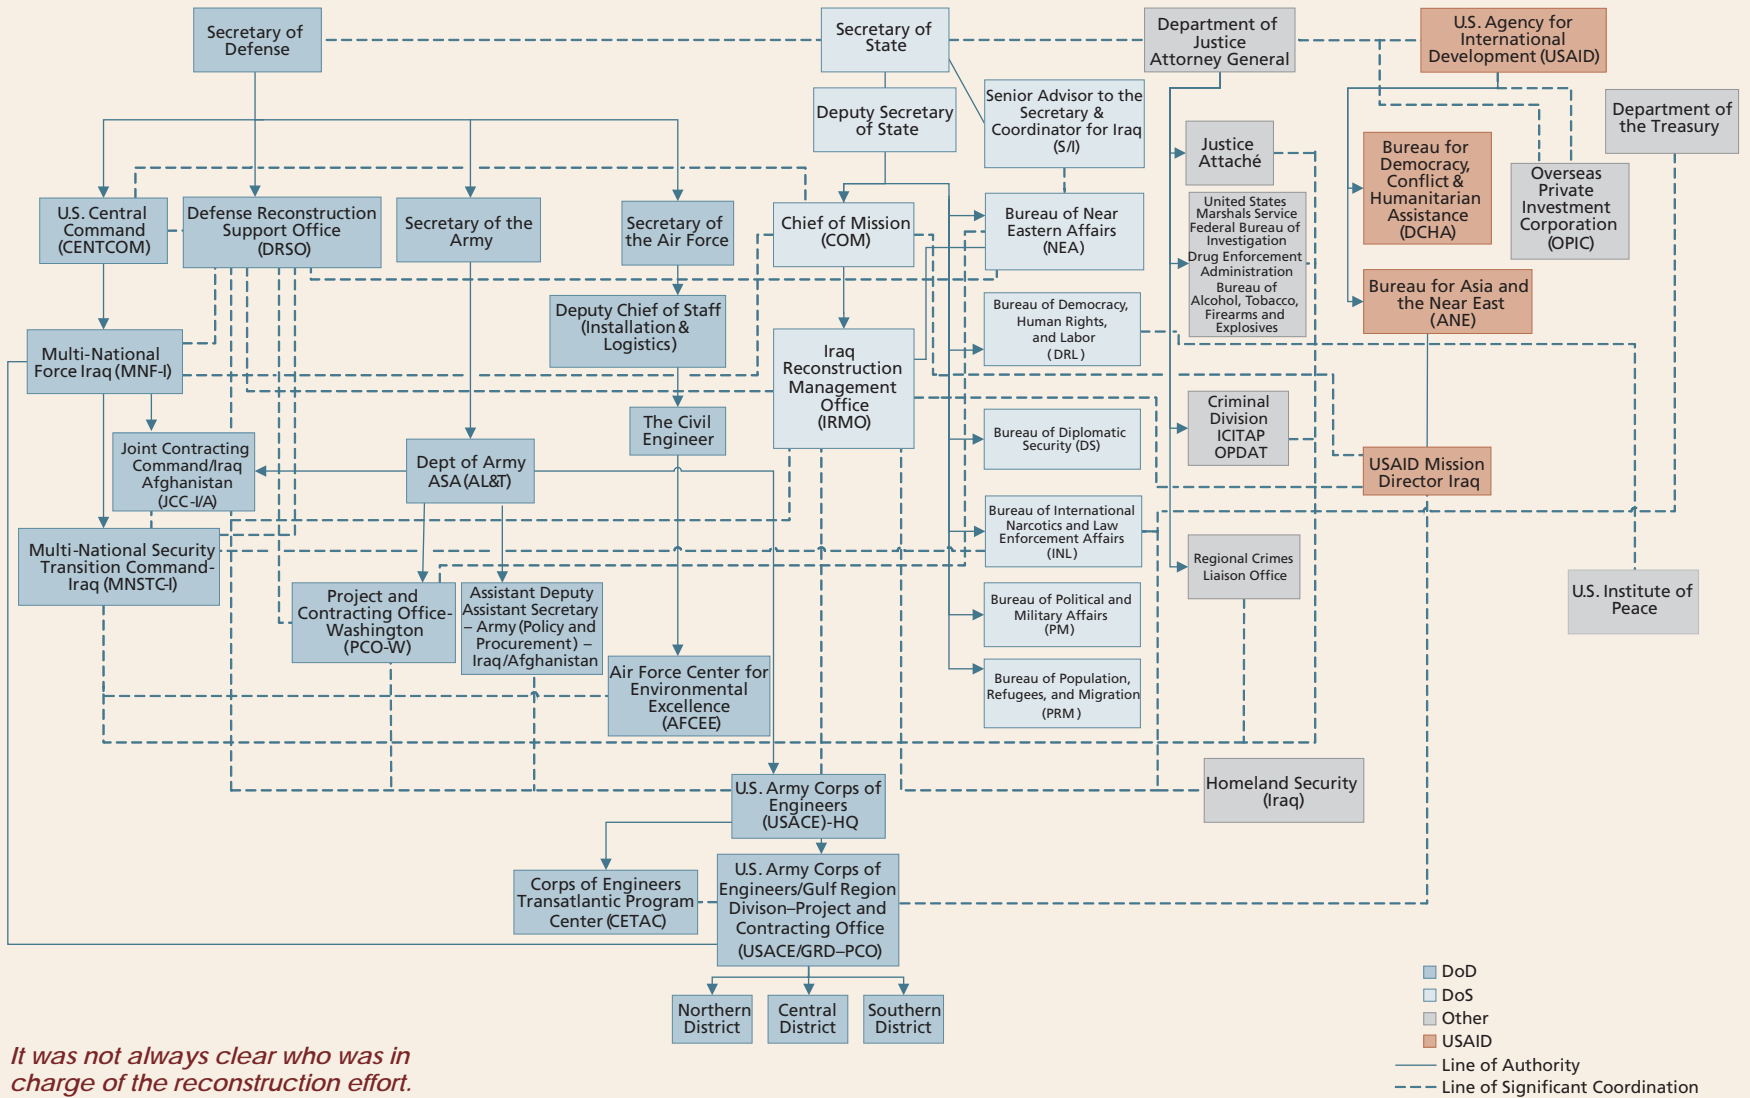 Secretary of
Defense
Secretary of
State
Department of
Justice
Attorney General
U.S. Agency for
International
Development (USAID)
Deputy Secretary
of State
Senior Advisor to the
Secretary &
Coordinator for Iraq
(S/I)
Department of
the Treasury
Justice
Attaché
Bureau for
Democracy,
Conflict &
Humanitarian
Assistance
(DCHA)
Overseas
Private
Investment
Corporation
(OPIC)
U.S. Central
Command
(CENTCOM)
Defense Reconstruction
Support Office
(DRSO)
Secretary of the
Army
Secretary of
the Air Force
Chief of Mission
(COM)
Bureau of Near
Eastern Affairs
(NEA)
United States
Marshals Service
Federal Bureau of
Investigation
Drug Enforcement
Administration
Bureau of
Alcohol, Tobacco,
Firearms and
Explosives
Bureau for Asia and
the Near East
(ANE)
Deputy Chief of Staff
(Installation &
Logistics)
Bureau of Democracy,
Human Rights,
and Labor
(DRL)
Multi-National
Force Iraq (MNF-I)
Iraq
Reconstruction
Management
Office
(IRMO)
The Civil
Engineer
Bureau of Diplomatic
Security (DS)
Criminal
Division
ICITAP
OPDAT
Joint Contracting
Command/Iraq
Afghanistan
(JCC-I/A)
Dept of Army
ASA (AL&T)
USAID Mission
Director Iraq
Bureau of International
Narcotics and Law
Enforcement Affairs
(INL)
Multi-National Security
Transition Command-
Iraq (MNSTC-I)
Regional Crimes
Liaison Office
Project and
Contracting Office-
Washington
(PCO-W)
Assistant Deputy
Assistant Secretary
– Army (Policy and
Procurement) –
Iraq/Afghanistan
Bureau of Political and
Military Affairs
(PM)
U.S. Institute of
Peace
Air Force Center for
Environmental
Excellence
(AFCEE)
Bureau of Population,
Refugees, and Migration
(PRM)
U.S. Army Corps of
Engineers
(USACE)-HQ
Homeland Security
(Iraq)
Corps of Engineers
Transatlantic Program
Center (CETAC)
U.S. Army Corps of
Engineers/Gulf Region
Divison–Project and
Contracting Office
(USACE/GRD–PCO)
Northern
District
Central
District
Southern
District
DoD
DoS
Other
USAID
Line of Authority
Line of Significant Coordination
It was not always clear who was in
charge of the reconstruction effort.